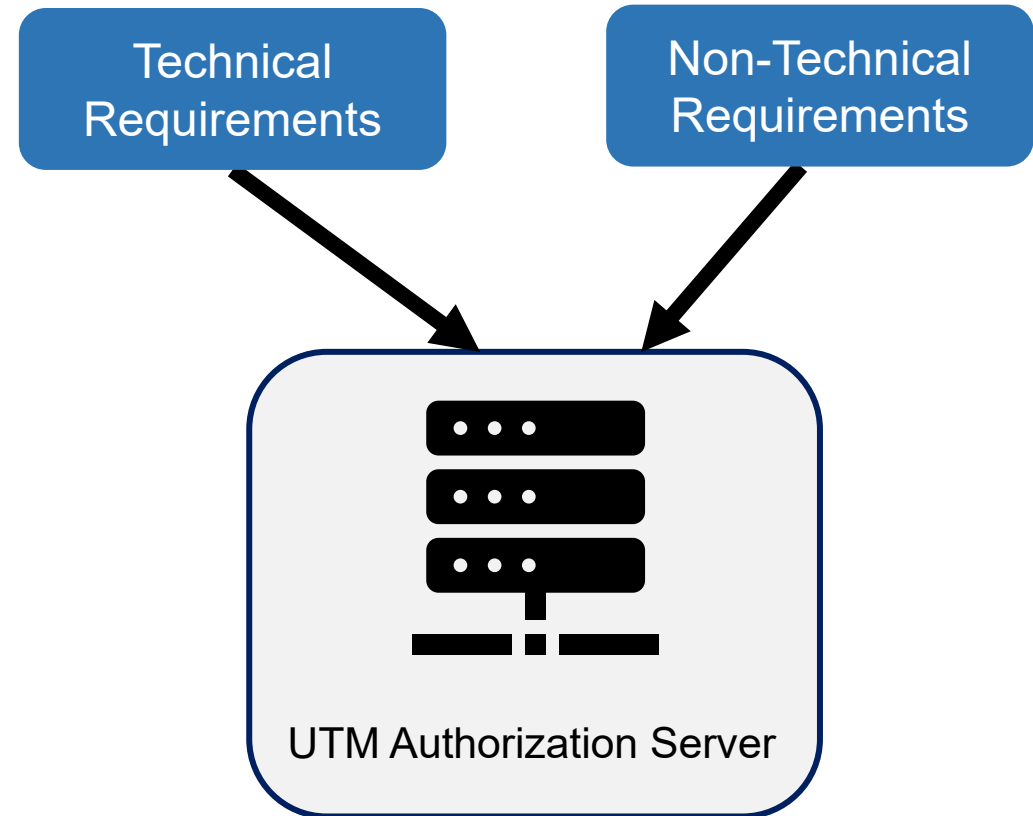 Technical
Requirements
Non-Technical
Requirements
UTM Authorization Server